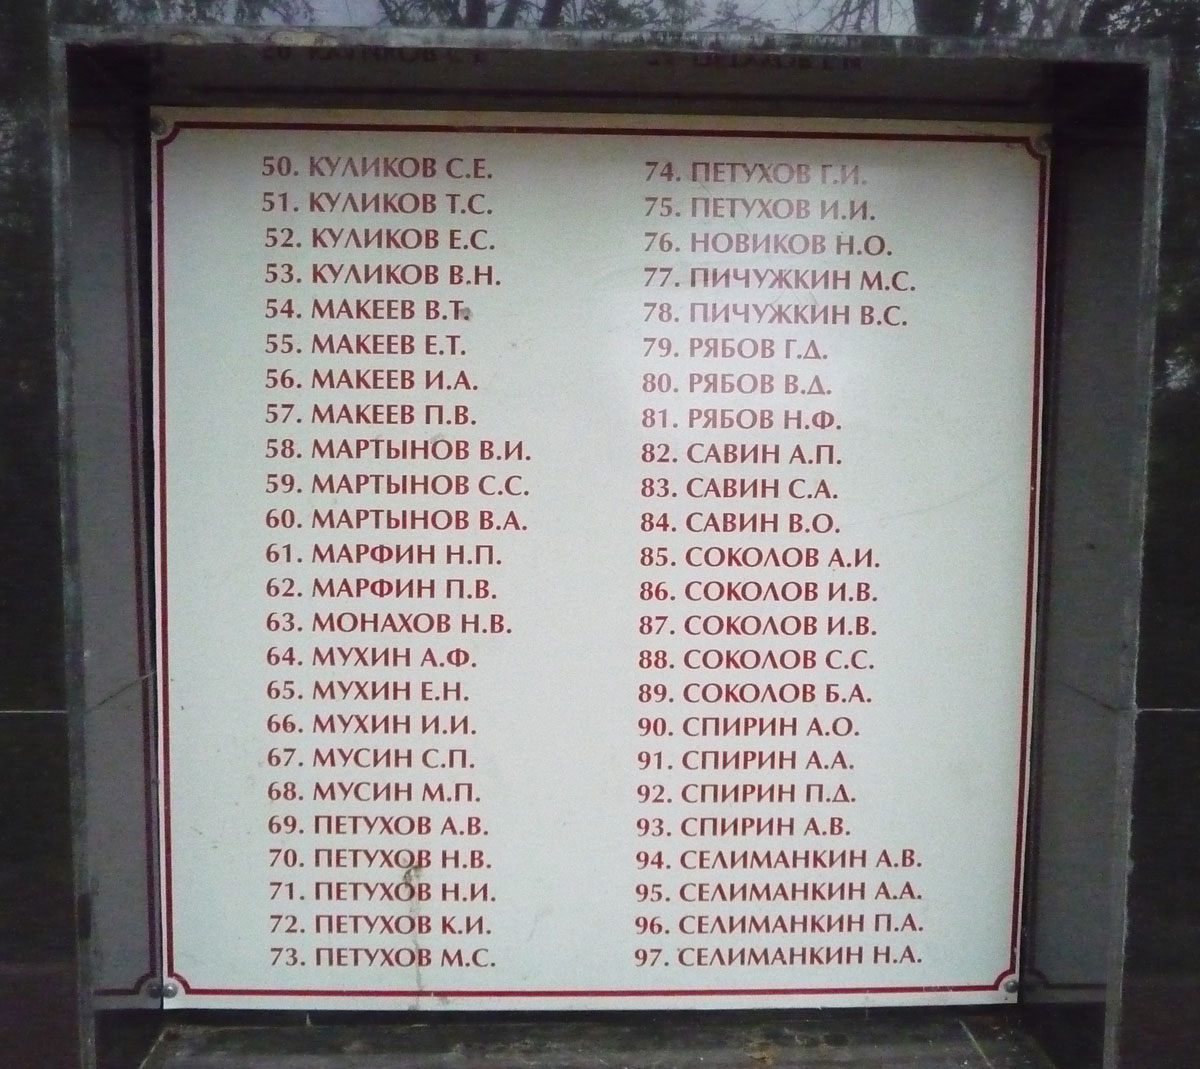 50. КУЛИКОВ С.Е.
51. КУЛИКОВ Т.С.
52. КУЛИКОВ Е.С.
53. КУЛИКОВ В.Н.
54. МАКЕЕВ В.Т.
55. МАКЕЕВ Е.Т.
56. МАКЕЕВ И.А.
57. МАКЕЕВ П.В.
58. МАРТЫНОВ В.И.
59. МАРТЫНОВ С.С.
60. МАРТЫНОВ В.А.
61. МАРФИН Н.П.
62. МАРФИН П.В.
63. МОНАХОВ Н.В.
64. МУХИН А.Ф.
65. МУХИН Е.Н.
66. МУХИН И.И.
67. МУСИН С.П.
68. МУСИН М.П.
69. ПЕТУХОВ А.В.
70. ПЕТУХОВ Н.В.
71. ПЕТУХОВ Н.И.
72. ПЕТУХОВ К.И.
73. ПЕТУХОВ М.С.
74. ПЕТУХОВ Г.И.
75. ПЕТУХОВ И.И.
76. НОВИКОВ Н.О.
77. ПИЧУЖКИН М.С.
78. ПИЧУЖКИН В.С.
79. РЯБОВ Г.Д.
80. РЯБОВ В.Д.
81. РЯБОВ Н.Ф.
82. САВИН А.П.
83. САВИН С.А.
84. САВИН В.О.
85. СОКОЛОВ А.И.
86. СОКОЛОВ И.В.
87. СОКОЛОВ И.В.
88. СОКОЛОВ С.С.
89. СОКОЛОВ Б.А.
90. СПИРИН А.О.
91. СПИРИН А.А.
92. СПИРИН П.Д.
93. СПИРИН А.В.
94. СЕЛИМАНКИН А.В.
95. СЕЛИМАНКИН А.А.
96. СЕЛИМАНКИН П.А.
97. СЕЛИМАНКИН Н.А.